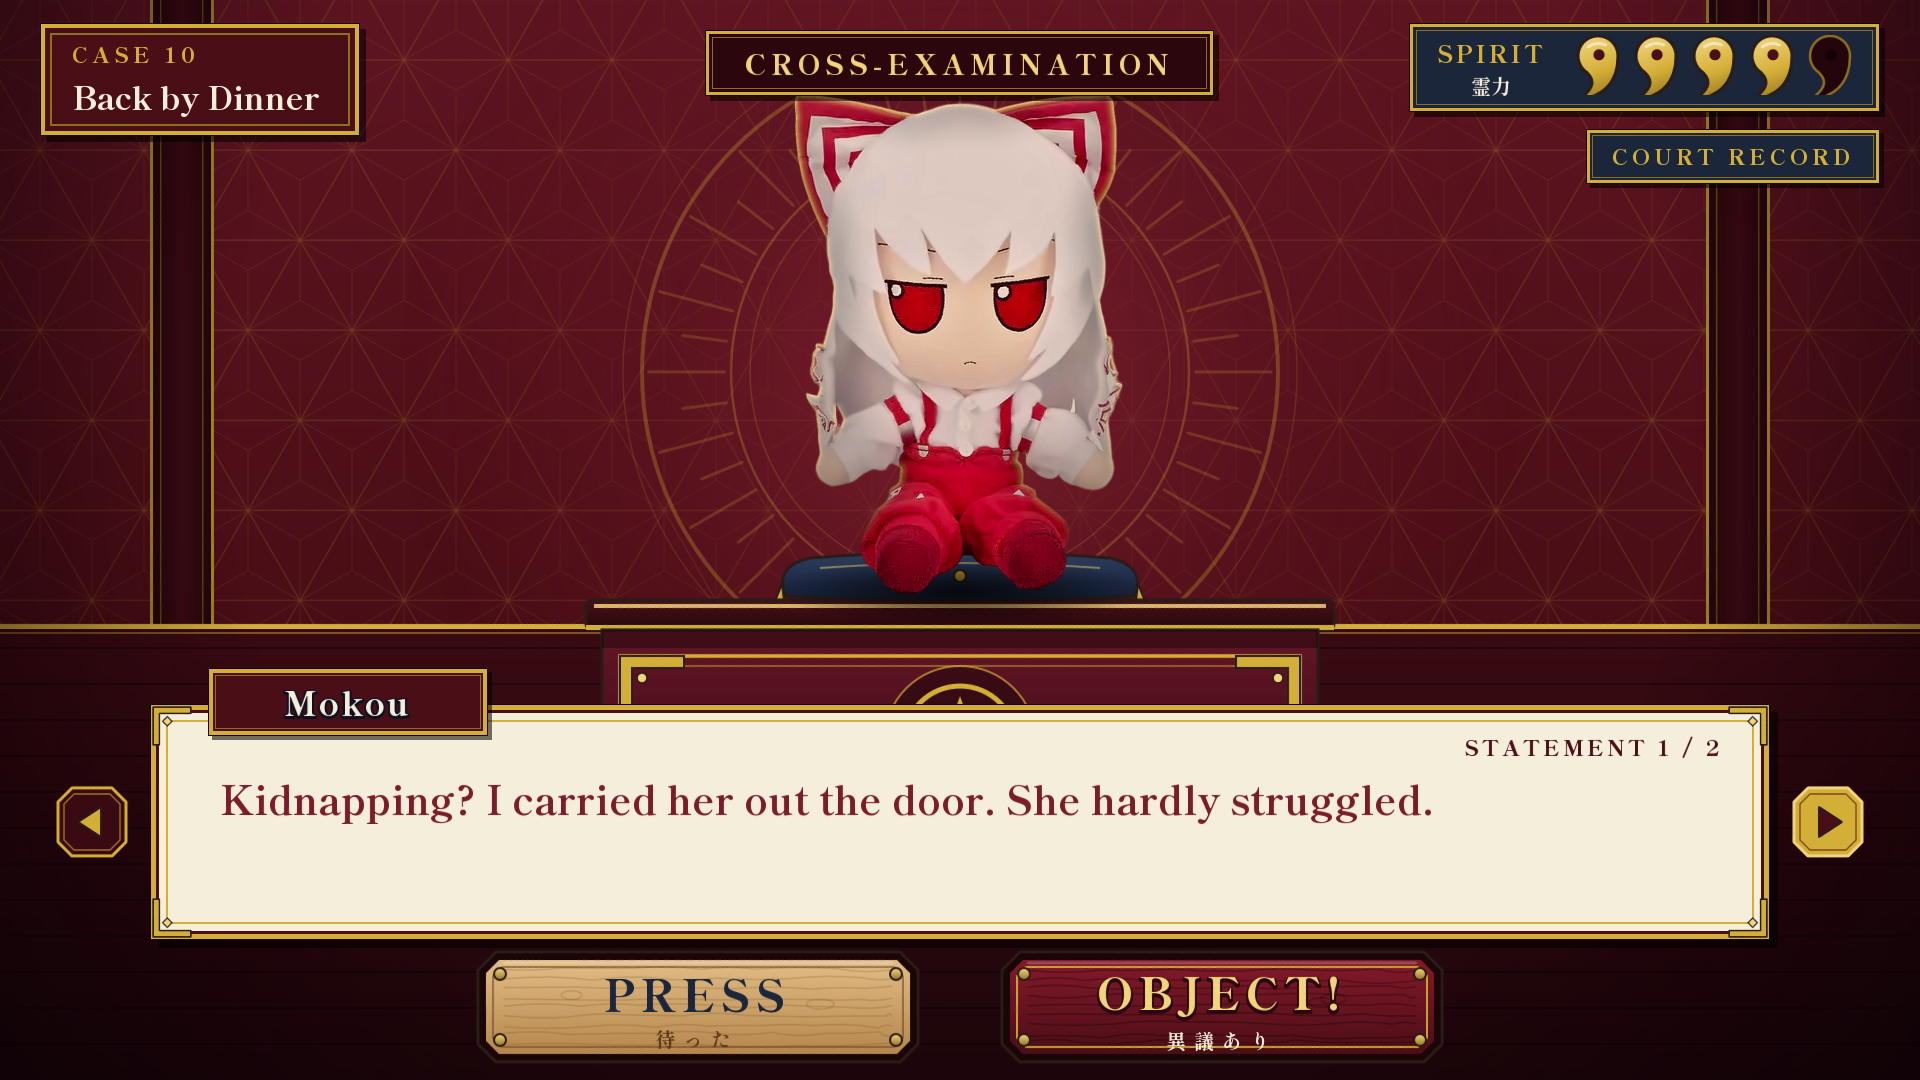 CASE 10
Back by Dinner
CROSS-EXAMINATION
SPIRIT
霊力
COURT RECORD
Mokou
STATEMENT 1 / 2
Kidnapping? I carried her out the door. She hardly struggled.
PRESS
待った
OBJECT!
異議あり